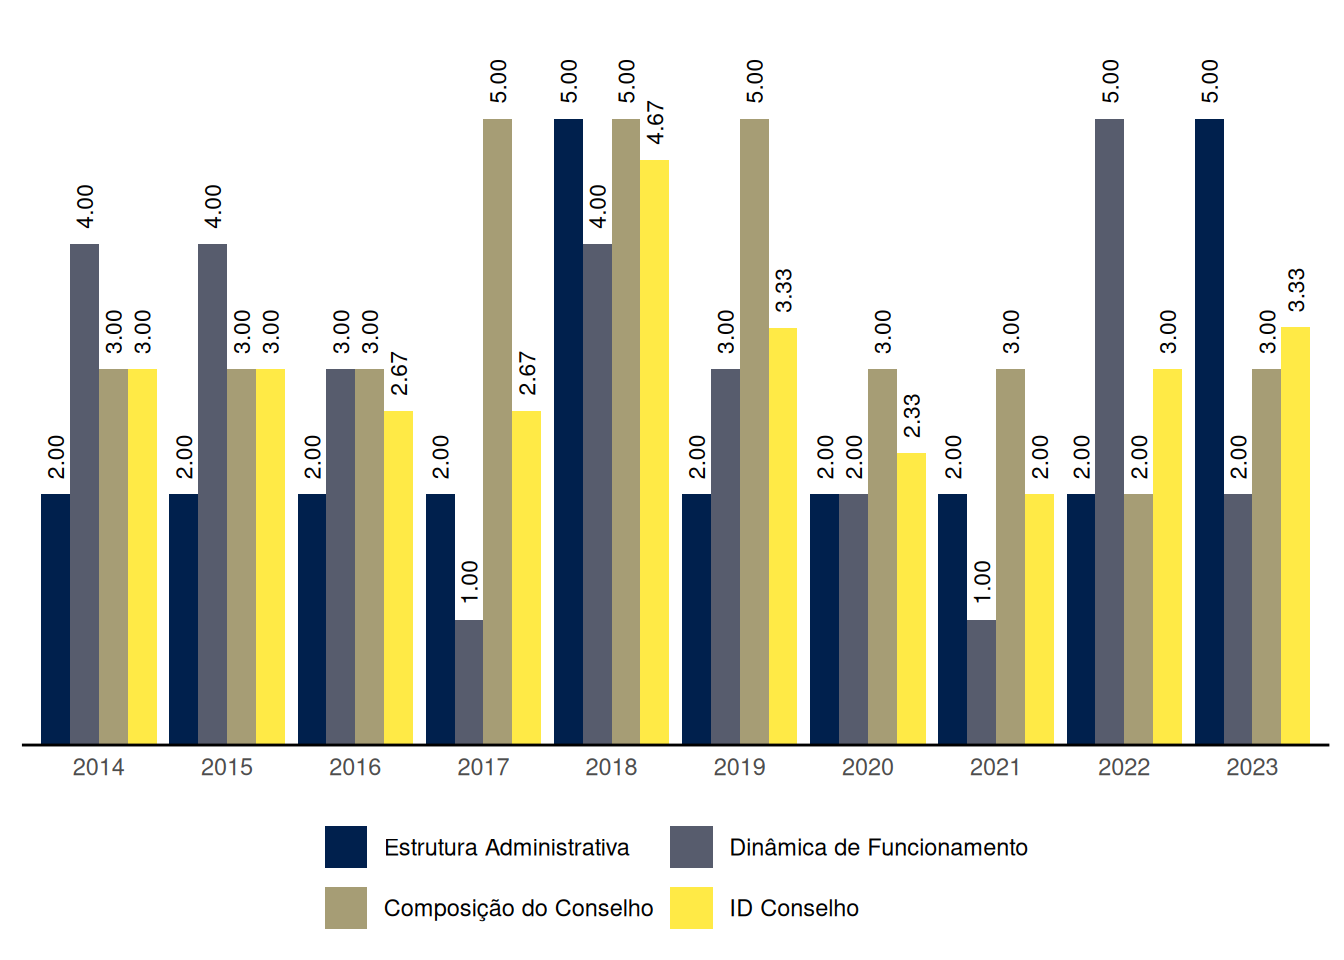 2.00 4.00 3.00 3.00 2.00 4.00 3.00 3.00 2.00 3.00 3.00 2.67 2.00 1.00 5.00 2.67 5.00 4.00 5.00 4.67 2.00 3.00 5.00 3.33 2.00 2.00 3.00 2.33 2.00 1.00 3.00 2.00 2.00 5.00 2.00 3.00 5.00 2.00 3.00 3.33
2014 2015 2016 2017 2018 2019 2020 2021 2022 2023
Estrutura Administrativa Dinâmica de Funcionamento
Composição do Conselho ID Conselho